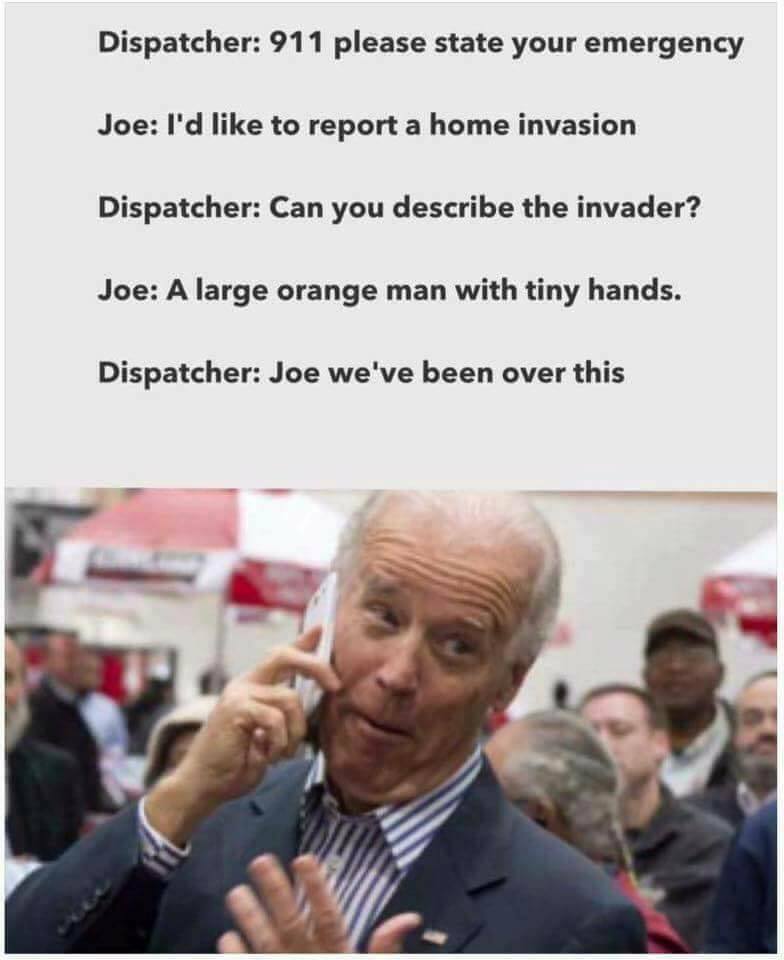 Dispatcher: 911 please state your emergency
Joe: I'd like to report a home invasion
Dispatcher: Can you describe the invader?
Joe: A large orange man with tiny hands.
Dispatcher: Joe we've been over this